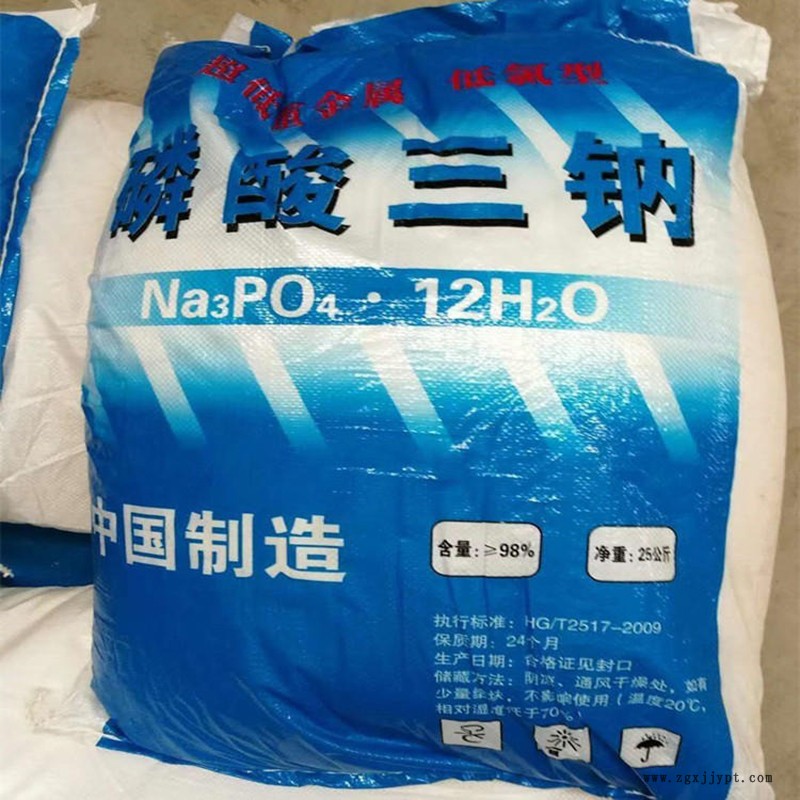 超低重金属 低氯型
磷酸三钠
Na₃PO₄·12H₂O
中国制造
含量:≥98%
净重:25公斤
执行标准:HG/T2517-2009
保质期:24个月
生产日期:合格证见封口
储藏方法:防潮、通风干燥处,如有
少量结块,不影响使用(温度20℃,
相对湿度低于70%)
www.zgxjjypt.com